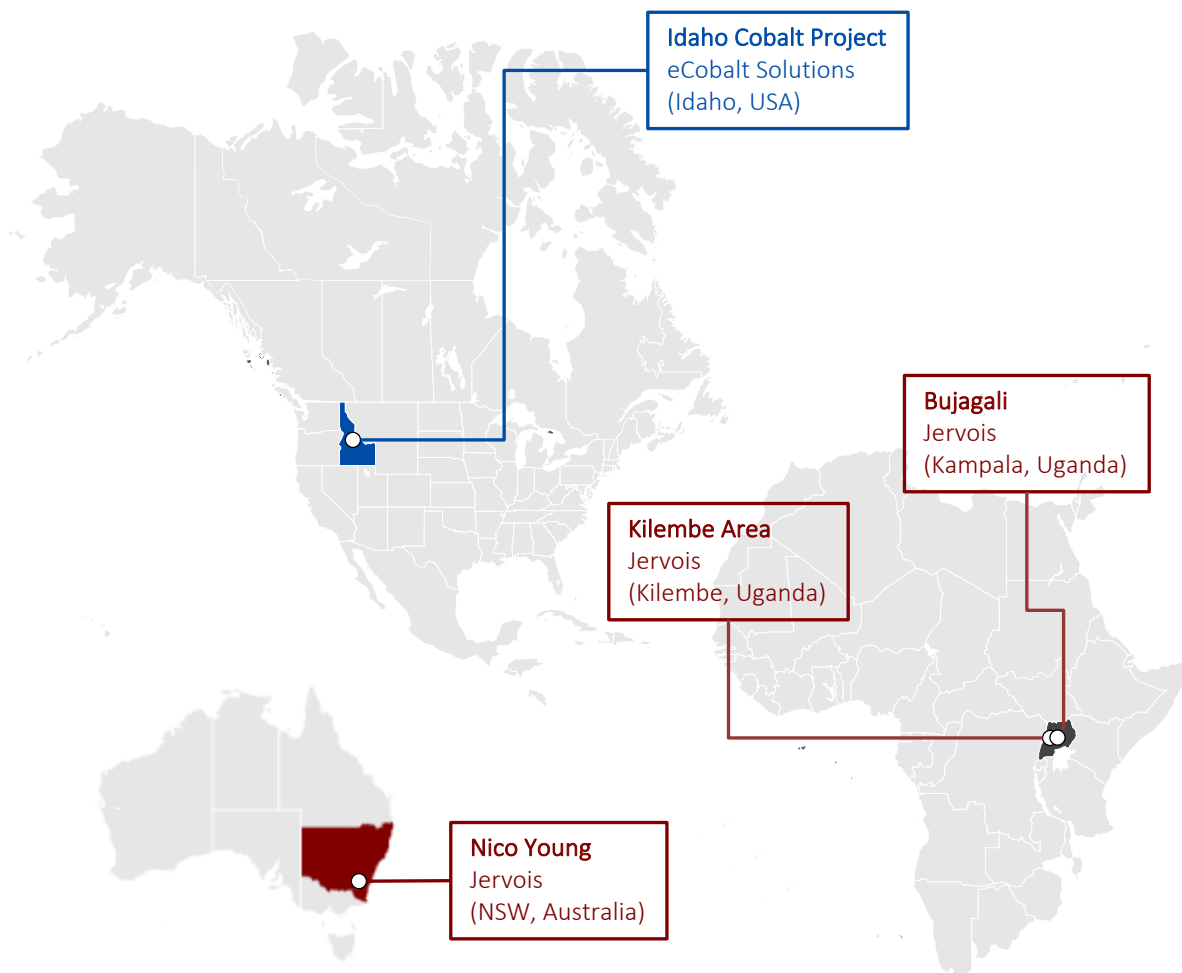 Idaho Cobalt Project
eCobalt Solutions
(Idaho, USA)
Bujagali
Jervois
(Kampala, Uganda)
Kilembe Area
Jervois
(Kilembe, Uganda)
Nico Young
Jervois
(NSW, Australia)